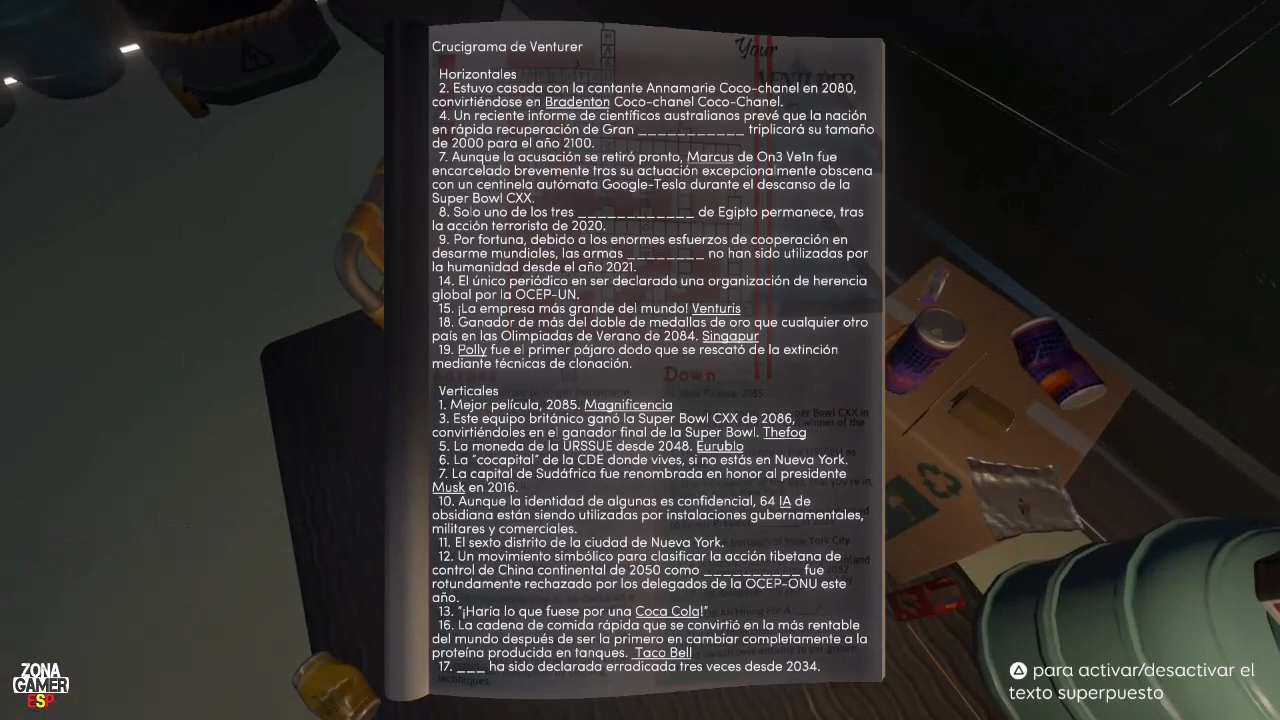 Crucigrama de Venturer
Your
Horizontales
2. Estuvo casada con la cantante Annamarie Coco-chanel en 2080,
convirtiéndose en Bradenton Coco-chanel Coco-Chanel.
4. Un reciente informe de científicos australianos prevé que la nación
en rápida recuperación de Gran ___________ triplicará su tamaño
de 2000 para el año 2100.
7. Aunque la acusación se retiró pronto, Marcus de On3 Ve1n fue
encarcelado brevemente tras su actuación excepcionalmente obscena
con un centinela autómata Google-Tesla durante el descanso de la
Super Bowl CXX.
8. Solo uno de los tres ____________ de Egipto permanece, tras
la acción terrorista de 2020.
9. Por fortuna, debido a los enormes esfuerzos de cooperación en
desarme mundiales, las armas ________ no han sido utilizadas por
la humanidad desde el año 2021.
14. El único periódico en ser declarado una organización de herencia
global por la OCEP-UN.
15. ¡La empresa más grande del mundo! Venturis
18. Ganador de más del doble de medallas de oro que cualquier otro
país en las Olimpiadas de Verano de 2084. Singapur
19. Polly fue el primer pájaro dodo que se rescató de la extinción
mediante técnicas de clonación.
Down
Verticales
1. Mejor película, 2085. Magnificencia
3. Este equipo británico ganó la Super Bowl CXX de 2086,
convirtiéndoles en el ganador final de la Super Bowl. Thefog
5. La moneda de la URSSUE desde 2048. Eurublo
6. La “cocapital” de la CDE donde vives, si no estás en Nueva York.
7. La capital de Sudáfrica fue renombrada en honor al presidente
Musk en 2016.
10. Aunque la identidad de algunas es confidencial, 64 IA de
obsidiana están siendo utilizadas por instalaciones gubernamentales,
militares y comerciales.
11. El sexto distrito de la ciudad de Nueva York.
12. Un movimiento simbólico para clasificar la acción tibetana de
control de China continental de 2050 como __________ fue
rotundamente rechazado por los delegados de la OCEP-ONU este
año.
13. “¡Haría lo que fuese por una Coca Cola!”
16. La cadena de comida rápida que se convirtió en la más rentable
del mundo después de ser la primero en cambiar completamente a la
proteína producida en tanques. Taco Bell
17. ___ ha sido declarada erradicada tres veces desde 2034.
ZONA
GAMER
ESP
para activar/desactivar el
texto superpuesto